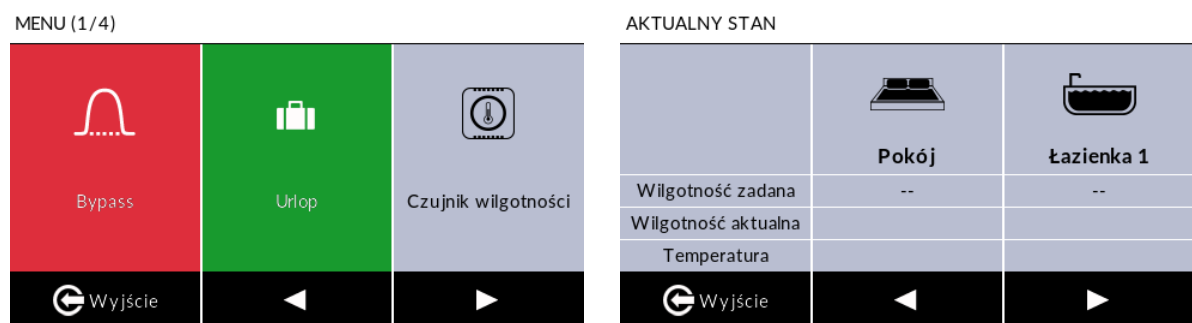 MENU (1/4)
Bypass
Urlop
Czujnik wilgotności
Wyjście
AKTUALNY STAN
Pokój
Łazienka 1
Wilgotność zadana -- --
Wilgotność aktualna
Temperatura
Wyjście